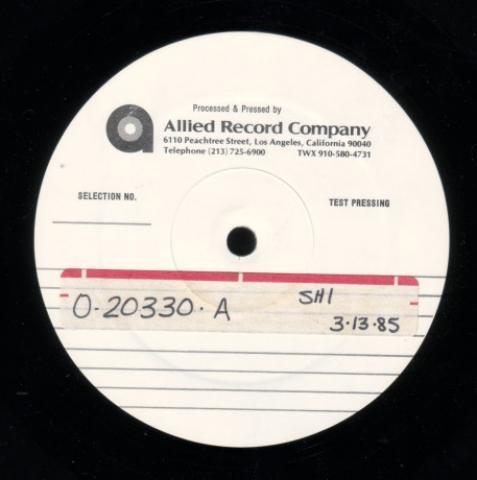 Processed & Pressed by
Allied Record Company
6110 Peachtree Street, Los Angeles, California 90040
Telephone (213) 725-6900 TWX 910-580-4731
SELECTION NO. TEST PRESSING
0-20330-A SH1
3-13-85